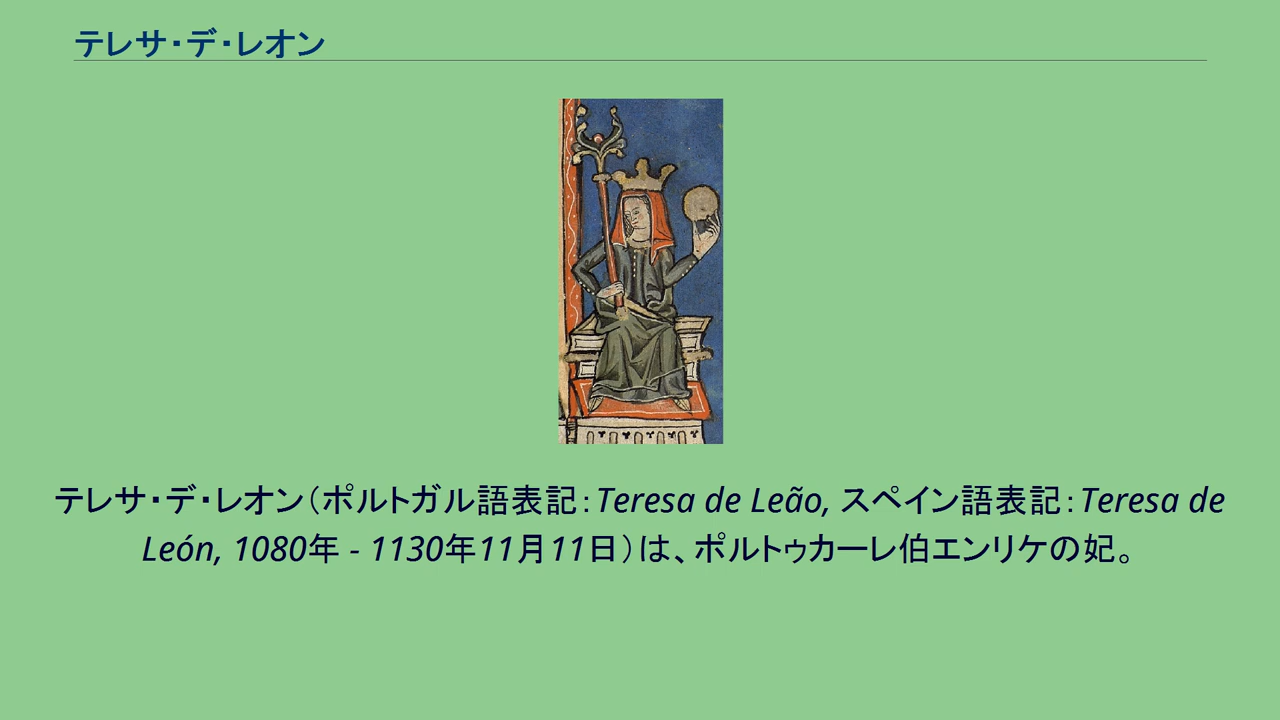 テレサ・デ・レオン
テレサ・デ・レオン（ポルトガル語表記：Teresa de Leão, スペイン語表記：Teresa de
León, 1080年 - 1130年11月11日）は、ポルトゥカーレ伯エンリケの妃。